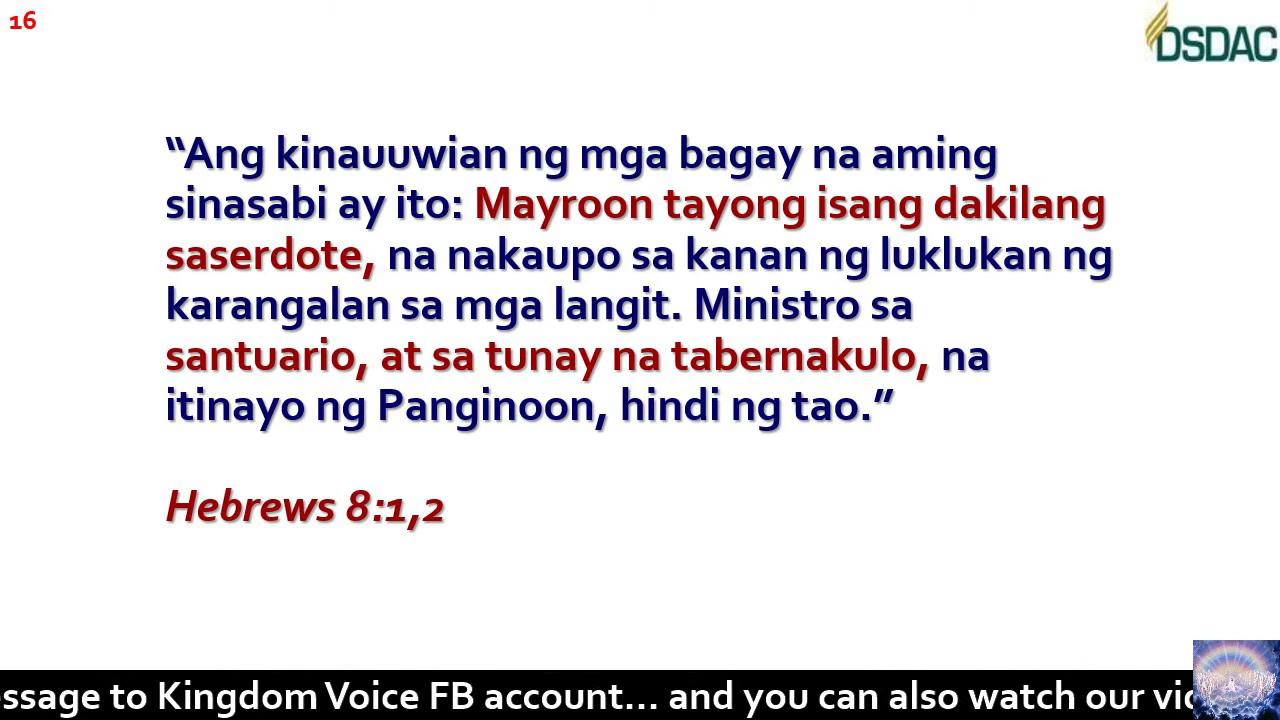 16
DSDAC
“Ang kinauuwian ng mga bagay na aming
sinasabi ay ito: Mayroon tayong isang dakilang
saserdote, na nakaupo sa kanan ng luklukan ng
karangalan sa mga langit. Ministro sa
santuario, at sa tunay na tabernakulo, na
itinayo ng Panginoon, hindi ng tao.”
Hebrews 8:1,2
essage to Kingdom Voice FB account... and you can also watch our vid